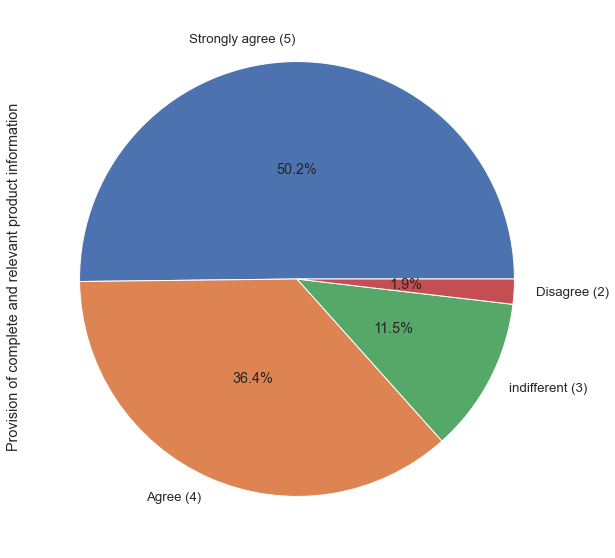 Strongly agree (5)
50.2%
Provision of complete and relevant product information
1.9%
Disagree (2)
11.5%
36.4%
indifferent (3)
Agree (4)